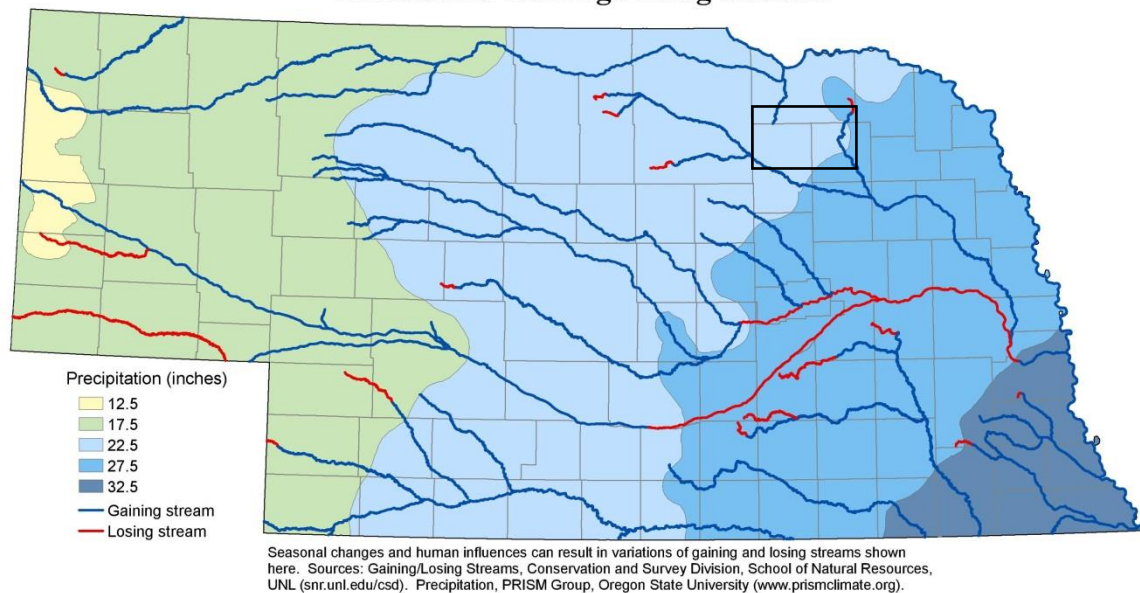 Precipitation (inches)
12.5
17.5
22.5
27.5
32.5
Gaining stream
Losing stream
Seasonal changes and human influences can result in variations of gaining and losing streams shown
here. Sources: Gaining/Losing Streams, Conservation and Survey Division, School of Natural Resources,
UNL (snr.unl.edu/csd). Precipitation, PRISM Group, Oregon State University (www.prismclimate.org).